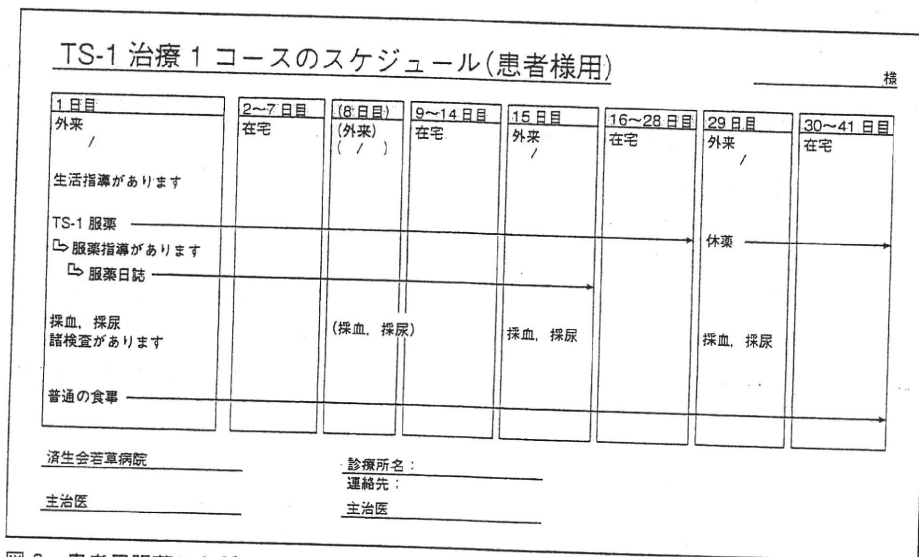 TS-1 治療 1 コースのスケジュール(患者様用)
様
1 日目
外来
/
生活指導があります
TS-1 服薬
服薬指導があります
服薬日誌
採血,採尿
諸検査があります
普通の食事
2〜7 日目
在宅
(8 日目)
(外来)
( / )
(採血,採尿)
9〜14 日目
在宅
15 日目
外来
/
採血,採尿
16〜28 日目
在宅
29 日目
外来
/
休薬
採血,採尿
30〜41 日目
在宅
済生会若草病院
主治医
診療所名:
連絡先:
主治医